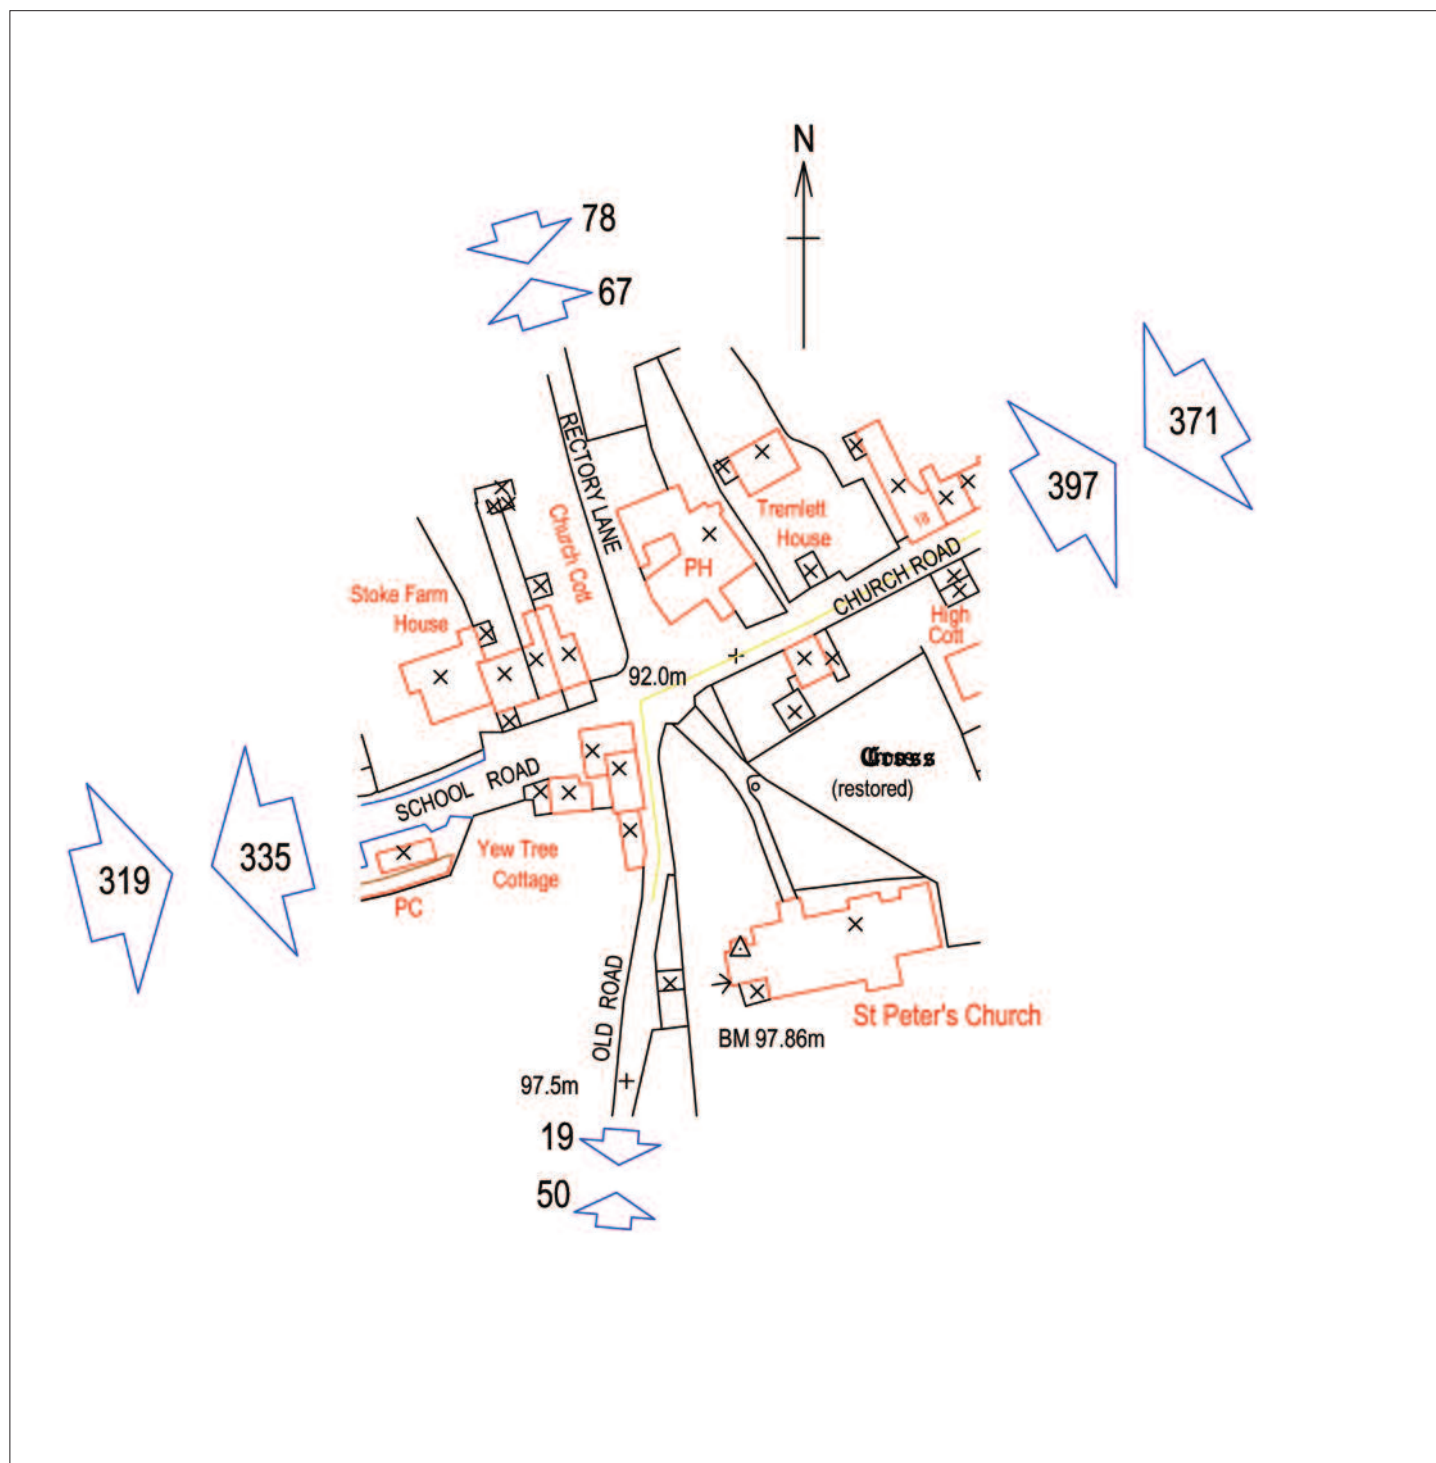 N
78
67
371
397
RECTORY LANE
Church Cott
Tremlett
House
18
PH
CHURCH ROAD
Stoke Farm
House
High
Cott
92.0m
(restored)
SCHOOL ROAD
335
319
Yew Tree
Cottage
PC
OLD ROAD
St Peter's Church
BM 97.86m
97.5m
19
50